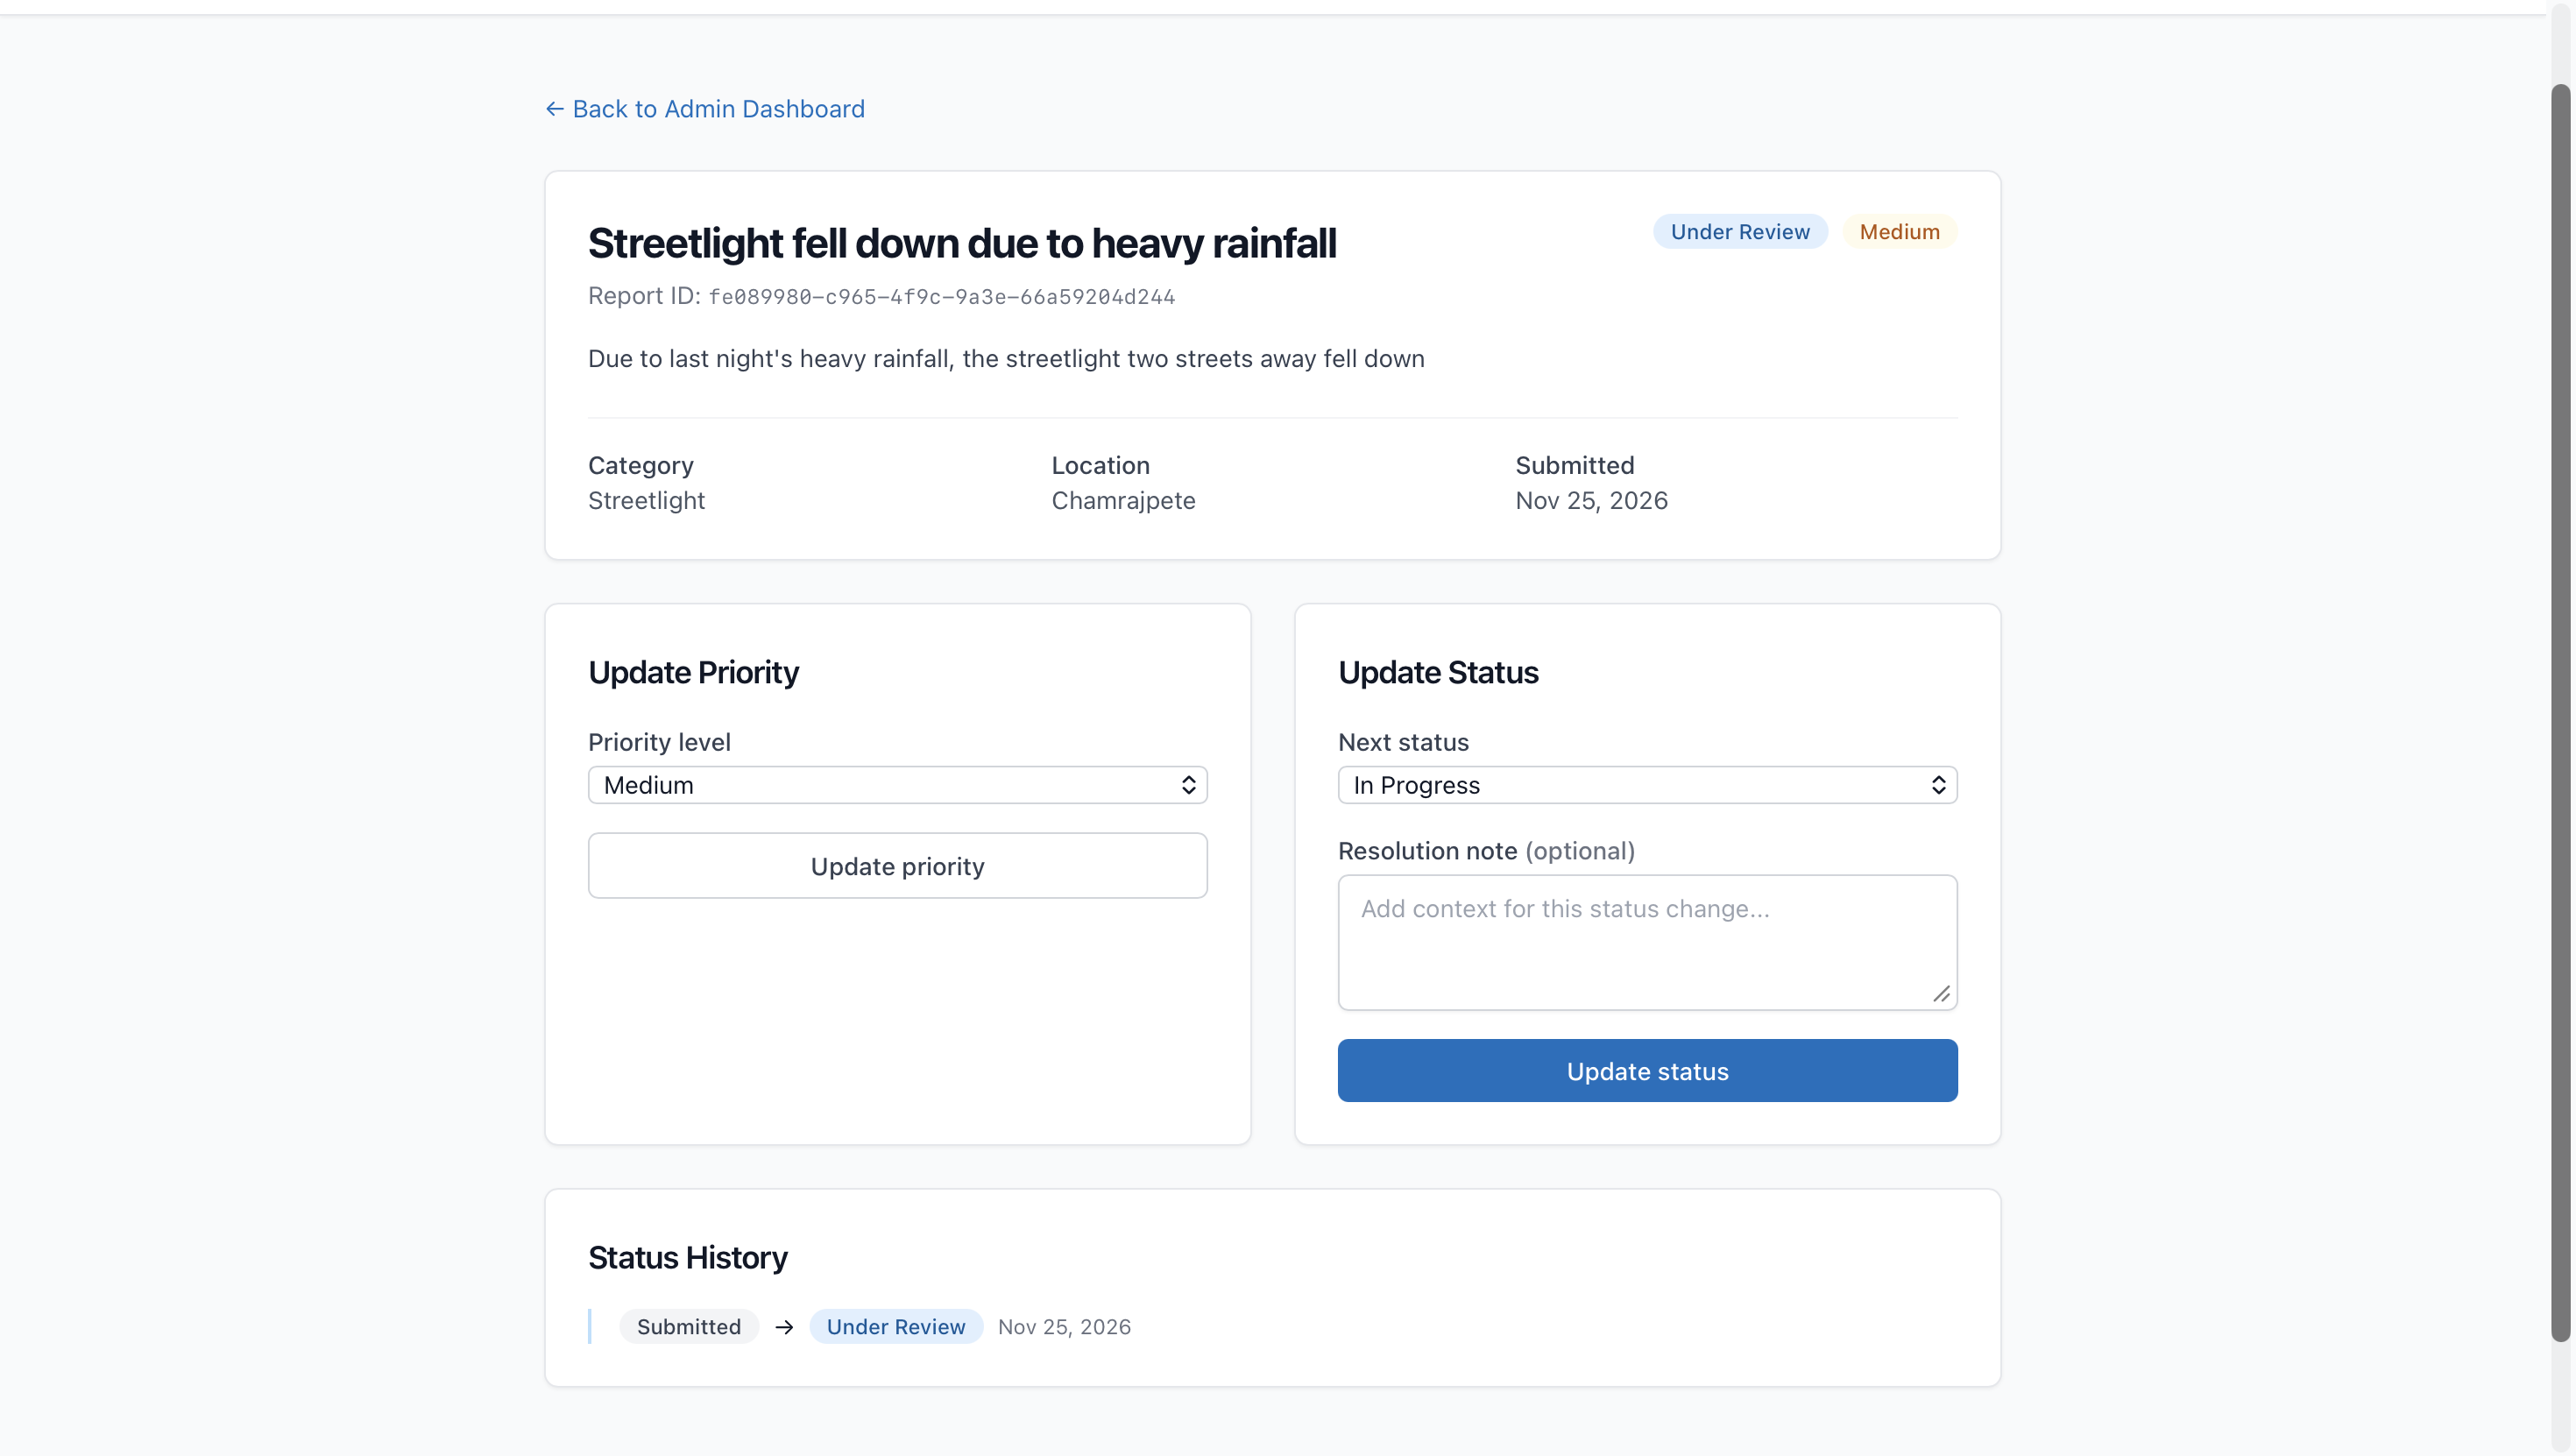 ← Back to Admin Dashboard
Streetlight fell down due to heavy rainfall
Under Review
Medium
Report ID: fe089980-c965-4f9c-9a3e-66a59204d244
Due to last night's heavy rainfall, the streetlight two streets away fell down
Category
Streetlight
Location
Chamrajpete
Submitted
Nov 25, 2026
Update Priority
Priority level
Medium
Update priority
Update Status
Next status
In Progress
Resolution note (optional)
Add context for this status change...
Update status
Status History
Submitted → Under Review Nov 25, 2026